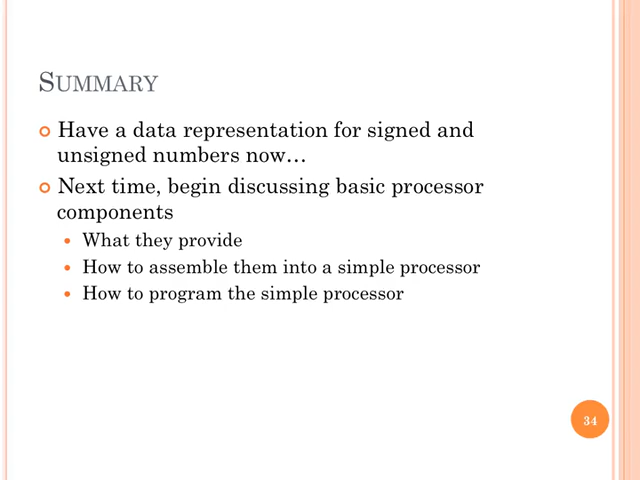 SUMMARY
Have a data representation for signed and
unsigned numbers now…
Next time, begin discussing basic processor
components
What they provide
How to assemble them into a simple processor
How to program the simple processor
34